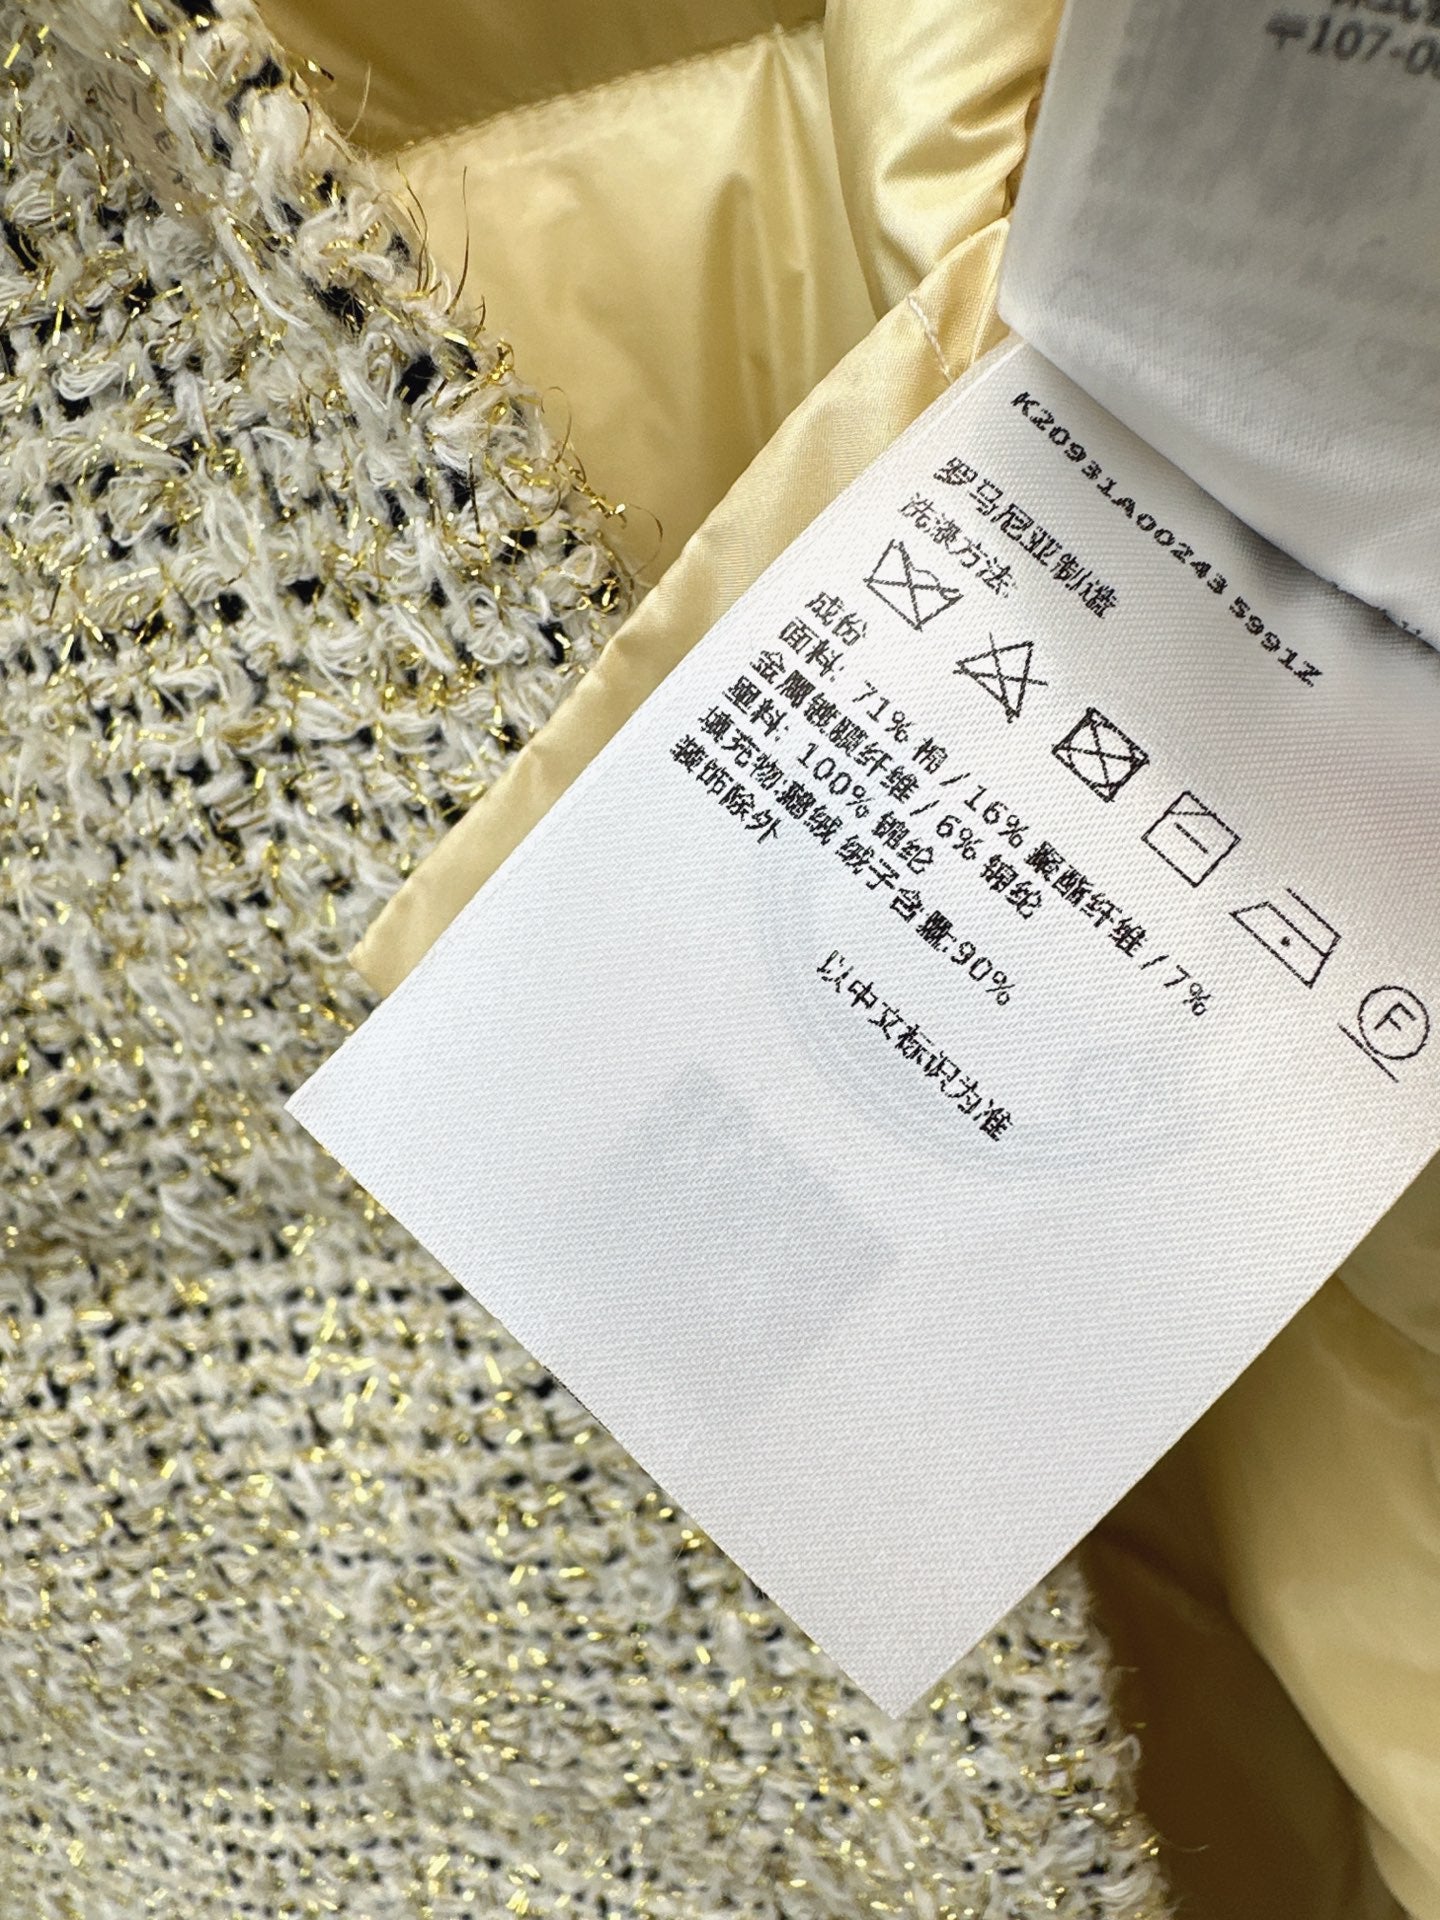 107-0
K20931A00243 S991Z
罗马尼亚制造
洗涤方法:
F
成份
面料: 71% 棉 / 16% 聚酯纤维 / 7%
金属镀膜纤维 / 6% 锦纶
里料: 100% 锦纶
填充物:鹅绒 绒子含量:90%
装饰除外
以中文标识为准